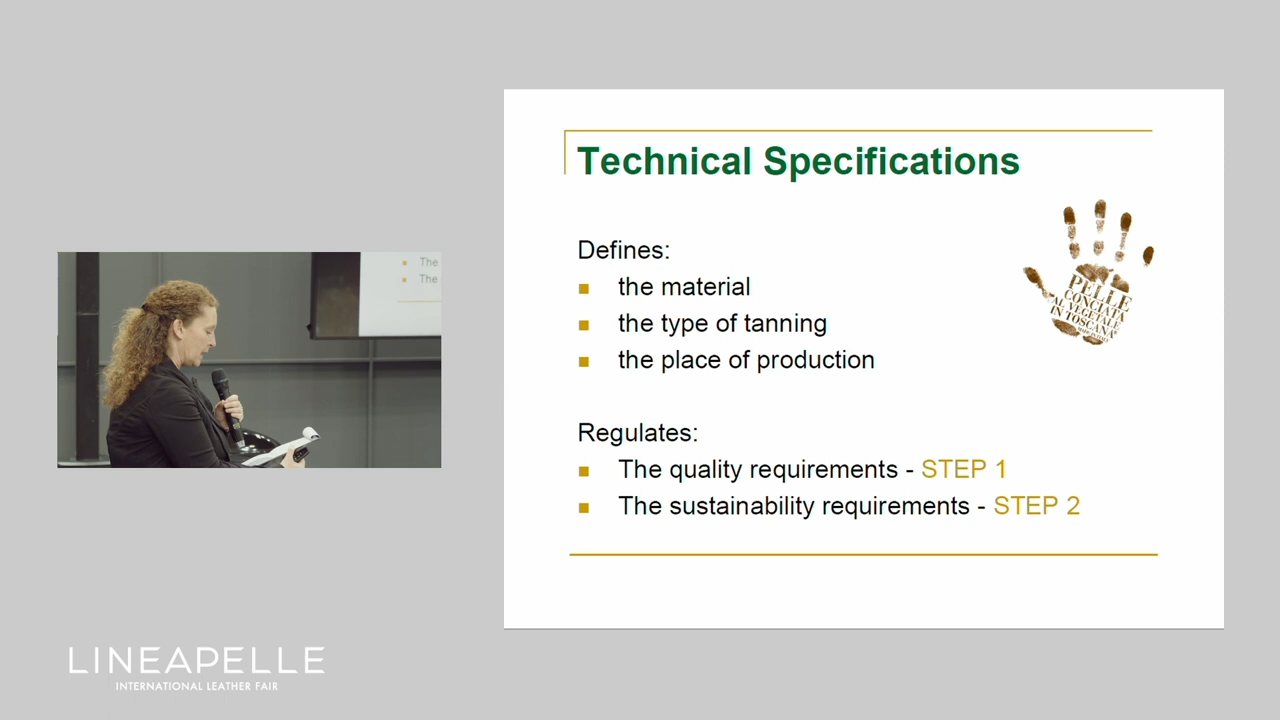 Technical Specifications
Defines:
the material
the type of tanning
the place of production
Regulates:
The quality requirements - STEP 1
The sustainability requirements - STEP 2
PELLE
CONCIATA
AL VEGETALE
IN TOSCANA
The
The
LINEAPELLE
INTERNATIONAL LEATHER FAIR